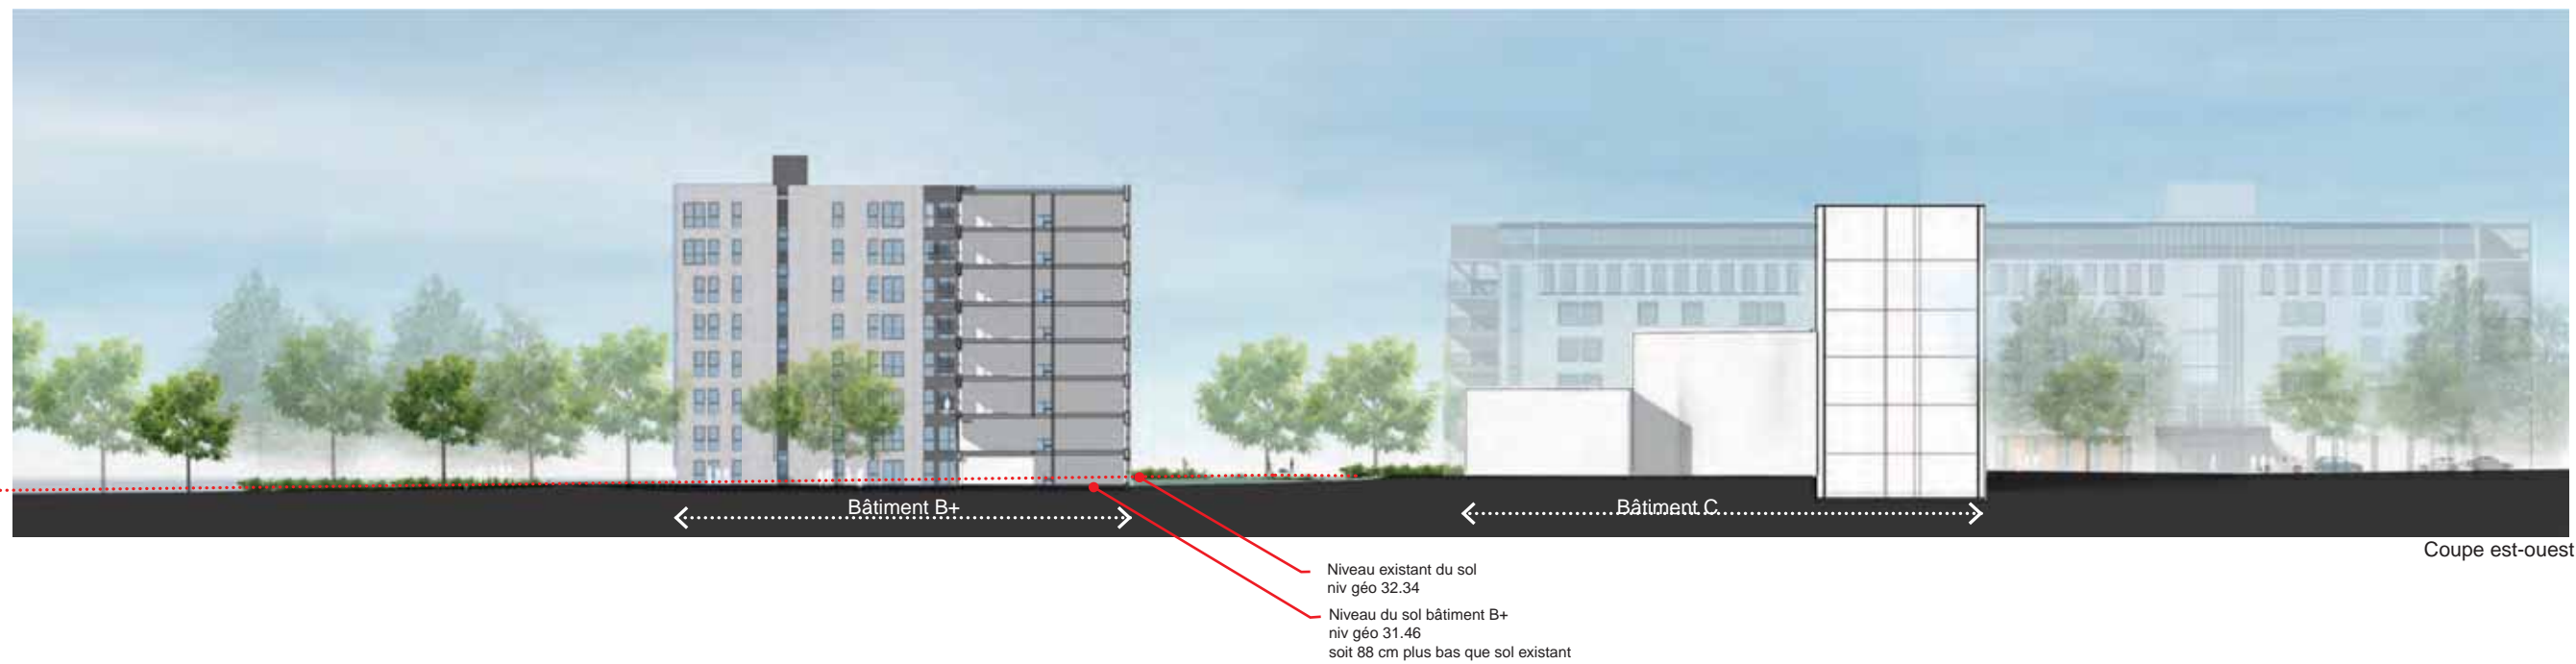 Bâtiment B+
Bâtiment C
Coupe est-ouest
Niveau existant du sol
niv géo 32.34
Niveau du sol bâtiment B+
niv géo 31.46
soit 88 cm plus bas que sol existant